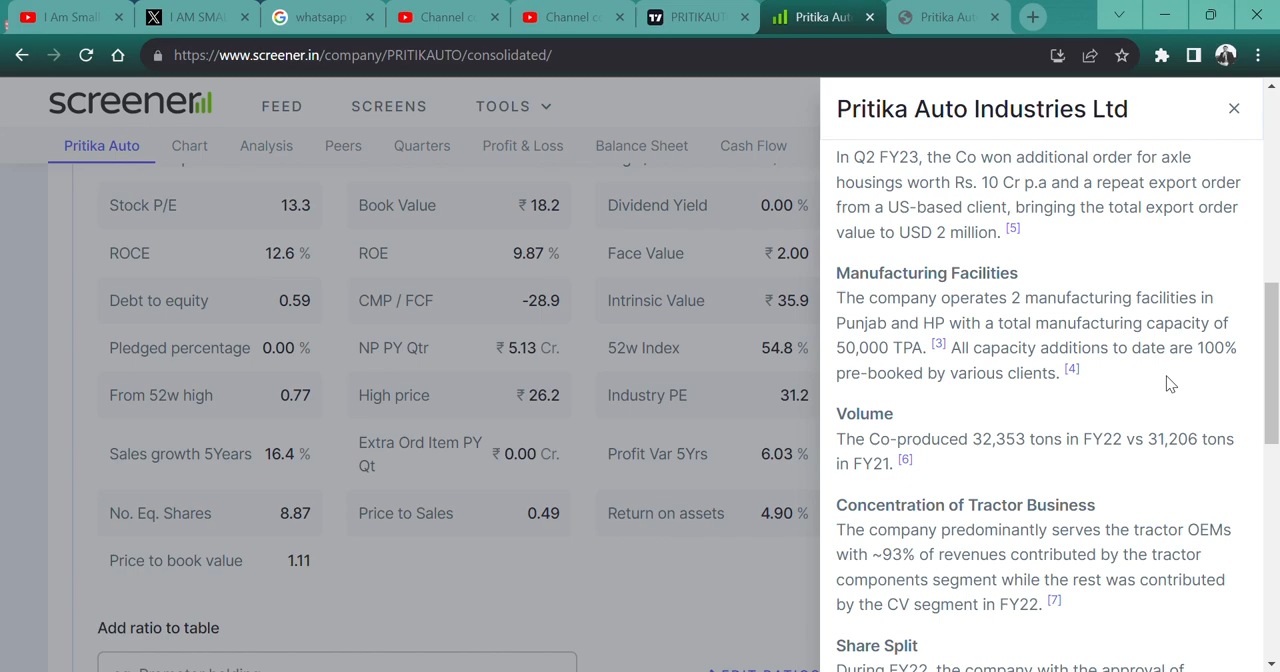 I Am Small
I AM SMAL
whatsapp
Channel c
Channel c
PRITIKAUT
Pritika Aut
Pritika Aut
https://www.screener.in/company/PRITIKAUTO/consolidated/
screener
FEED
SCREENS
TOOLS
Pritika Auto
Chart
Analysis
Peers
Quarters
Profit & Loss
Balance Sheet
Cash Flow
Stock P/E 13.3
Book Value ₹ 18.2
Dividend Yield 0.00 %
ROCE 12.6 %
ROE 9.87 %
Face Value ₹ 2.00
Debt to equity 0.59
CMP / FCF -28.9
Intrinsic Value ₹ 35.9
Pledged percentage 0.00 %
NP PY Qtr ₹ 5.13 Cr.
52w Index 54.8 %
From 52w high 0.77
High price ₹ 26.2
Industry PE 31.2
Sales growth 5Years 16.4 %
Extra Ord Item PY
Qt ₹ 0.00 Cr.
Profit Var 5Yrs 6.03 %
No. Eq. Shares 8.87
Price to Sales 0.49
Return on assets 4.90 %
Price to book value 1.11
Add ratio to table
Pritika Auto Industries Ltd
In Q2 FY23, the Co won additional order for axle
housings worth Rs. 10 Cr p.a and a repeat export order
from a US-based client, bringing the total export order
value to USD 2 million. [5]
Manufacturing Facilities
The company operates 2 manufacturing facilities in
Punjab and HP with a total manufacturing capacity of
50,000 TPA. [3] All capacity additions to date are 100%
pre-booked by various clients. [4]
Volume
The Co-produced 32,353 tons in FY22 vs 31,206 tons
in FY21. [6]
Concentration of Tractor Business
The company predominantly serves the tractor OEMs
with ~93% of revenues contributed by the tractor
components segment while the rest was contributed
by the CV segment in FY22. [7]
Share Split
During FY22, the company with the approval of